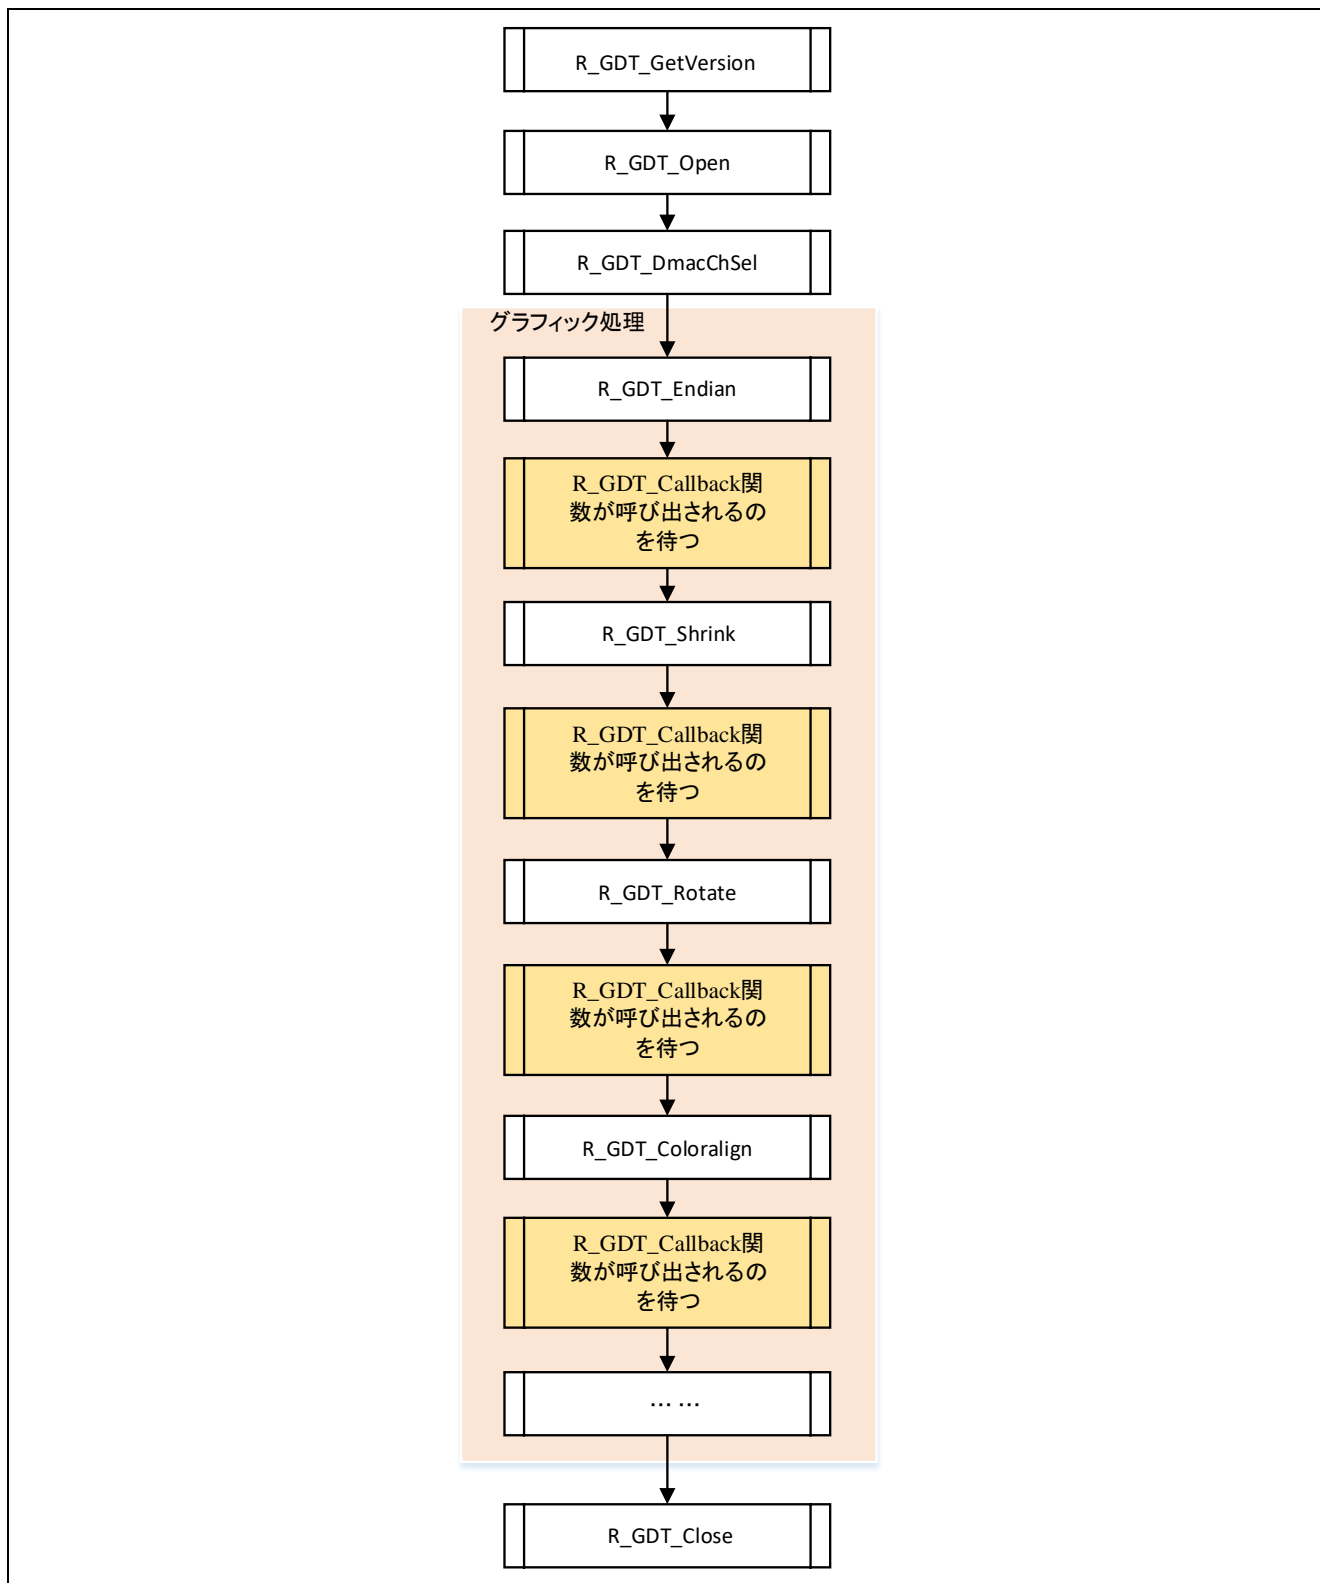 R_GDT_GetVersion
R_GDT_Open
R_GDT_DmacChSel
グラフィック処理
R_GDT_Endian
R_GDT_Callback関
数が呼び出されるの
を待つ
R_GDT_Shrink
R_GDT_Callback関
数が呼び出されるの
を待つ
R_GDT_Rotate
R_GDT_Callback関
数が呼び出されるの
を待つ
R_GDT_Coloralign
R_GDT_Callback関
数が呼び出されるの
を待つ
... ...
R_GDT_Close